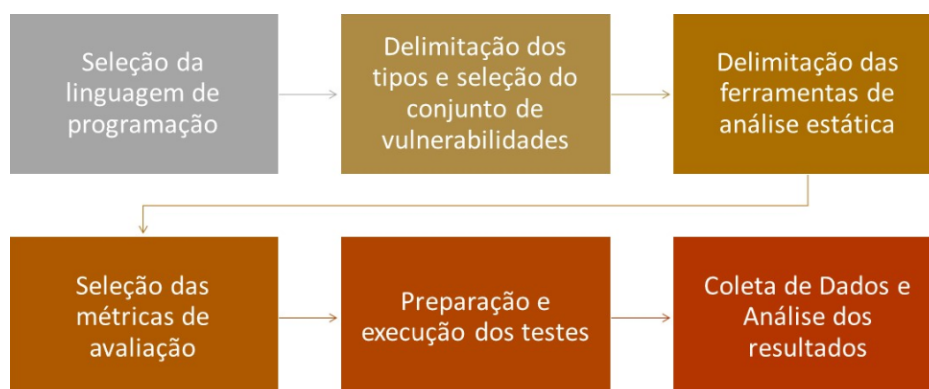 Seleção da
linguagem de
programação
Delimitação dos
tipos e seleção do
conjunto de
vulnerabilidades
Delimitação das
ferramentas de
análise estática
Seleção das
métricas de
avaliação
Preparação e
execução dos testes
Coleta de Dados e
Análise dos
resultados